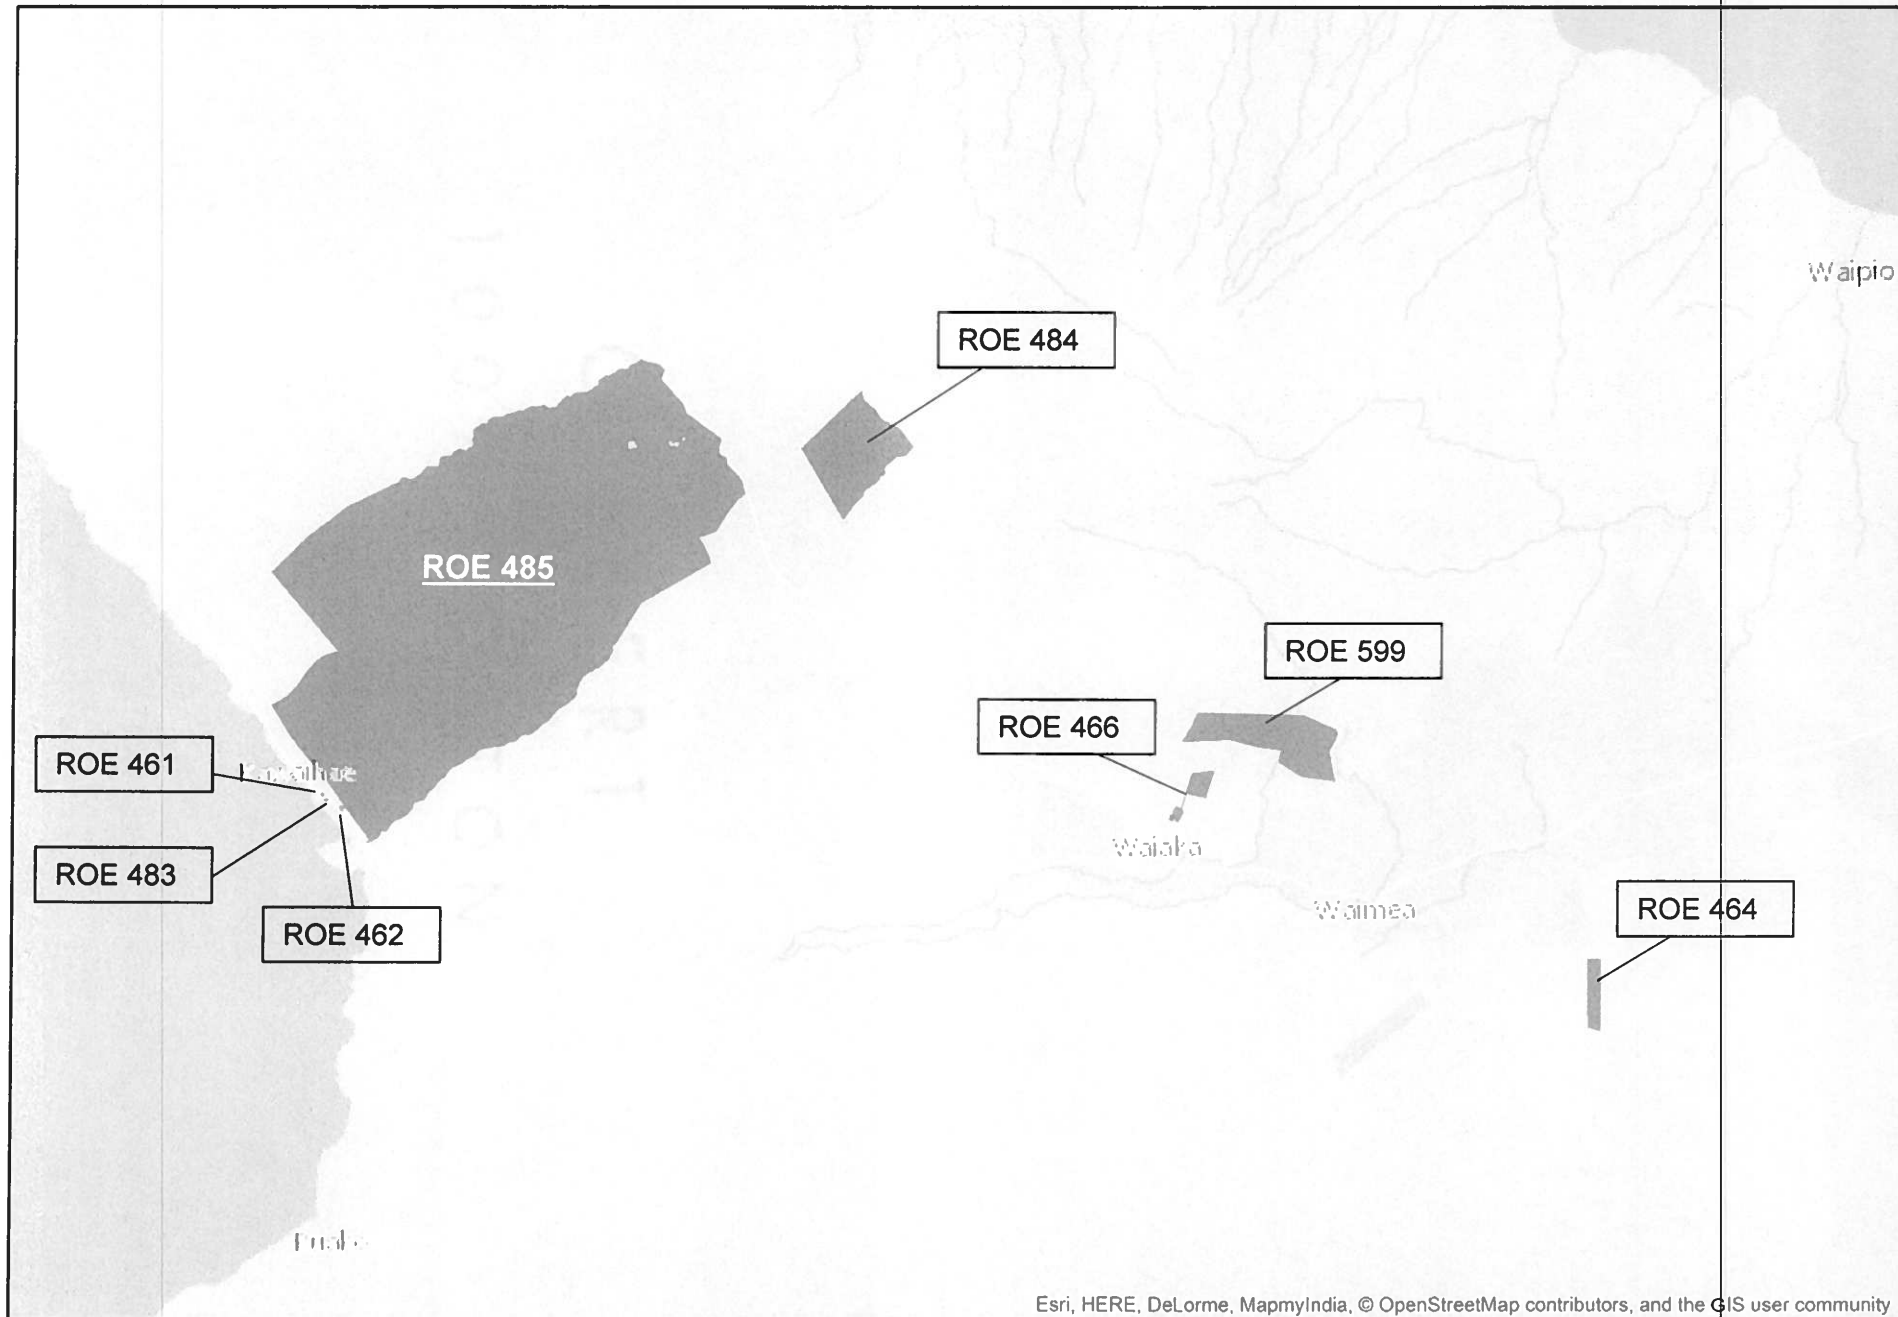 Waipio
ROE 484
ROE 485
ROE 599
ROE 466
ROE 461
Kawaihae
ROE 483
Waiaka
ROE 462
Waimea
ROE 464
Esri, HERE, DeLorme, MapmyIndia, © OpenStreetMap contributors, and the GIS user community